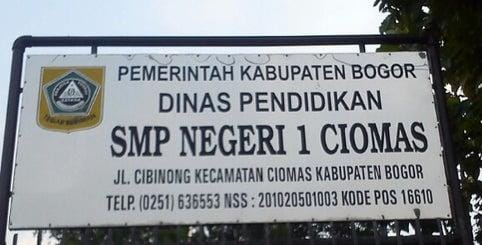 PEMERINTAH KABUPATEN BOGOR
DINAS PENDIDIKAN
SMP NEGERI 1 CIOMAS
JL. CIBINONG KECAMATAN CIOMAS KABUPATEN BOGOR
TELP. (0251) 636553 NSS : 201020501003 KODE POS 16610